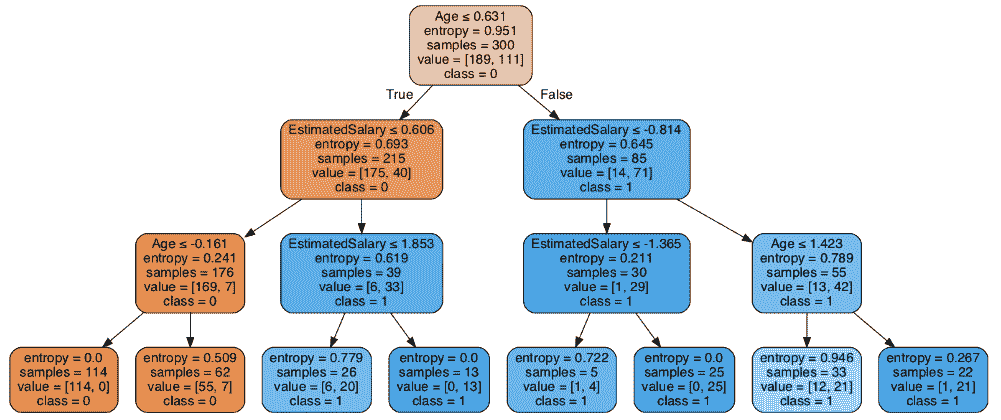 Age ≤ 0.631
entropy = 0.951
samples = 300
value = [189, 111]
class = 0
True
False
EstimatedSalary ≤ 0.606
entropy = 0.693
samples = 215
value = [175, 40]
class = 0
EstimatedSalary ≤ -0.814
entropy = 0.645
samples = 85
value = [14, 71]
class = 1
Age ≤ -0.161
entropy = 0.241
samples = 176
value = [169, 7]
class = 0
EstimatedSalary ≤ 1.853
entropy = 0.619
samples = 39
value = [6, 33]
class = 1
EstimatedSalary ≤ -1.365
entropy = 0.211
samples = 30
value = [1, 29]
class = 1
Age ≤ 1.423
entropy = 0.789
samples = 55
value = [13, 42]
class = 1
entropy = 0.0
samples = 114
value = [114, 0]
class = 0
entropy = 0.509
samples = 62
value = [55, 7]
class = 0
entropy = 0.779
samples = 26
value = [6, 20]
class = 1
entropy = 0.0
samples = 13
value = [0, 13]
class = 1
entropy = 0.722
samples = 5
value = [1, 4]
class = 1
entropy = 0.0
samples = 25
value = [0, 25]
class = 1
entropy = 0.946
samples = 33
value = [12, 21]
class = 1
entropy = 0.267
samples = 22
value = [1, 21]
class = 1